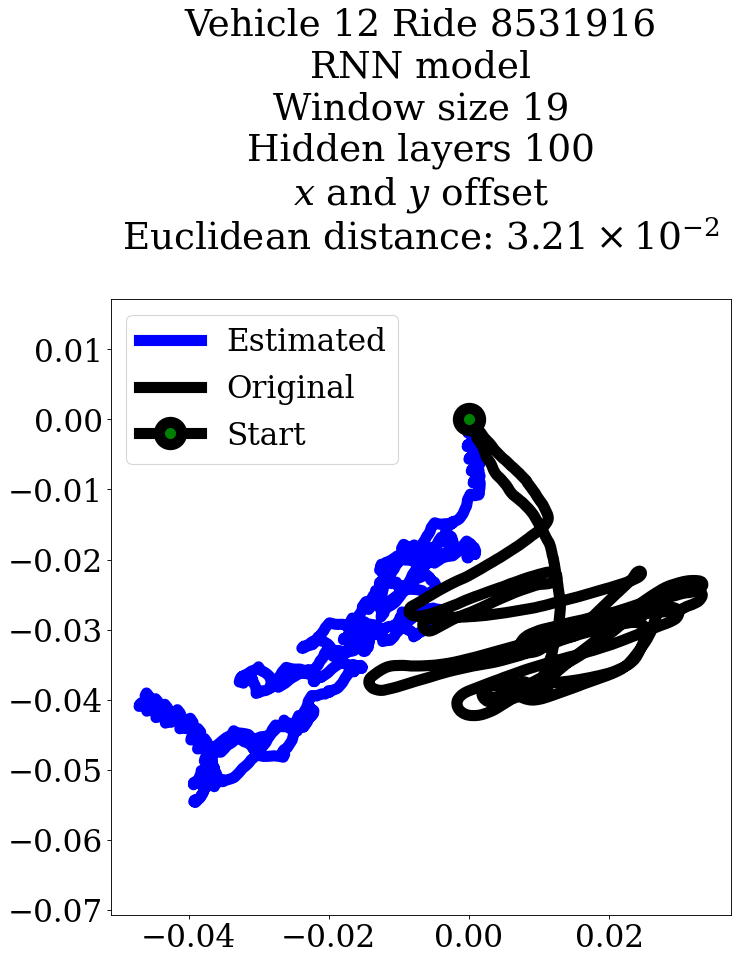 Vehicle 12 Ride 8531916
RNN model
Window size 19
Hidden layers 100
x and y offset
Euclidean distance: 3.21 × 10⁻²
Estimated
Original
Start
0.01
0.00
−0.01
−0.02
−0.03
−0.04
−0.05
−0.06
−0.07
−0.04 −0.02 0.00 0.02